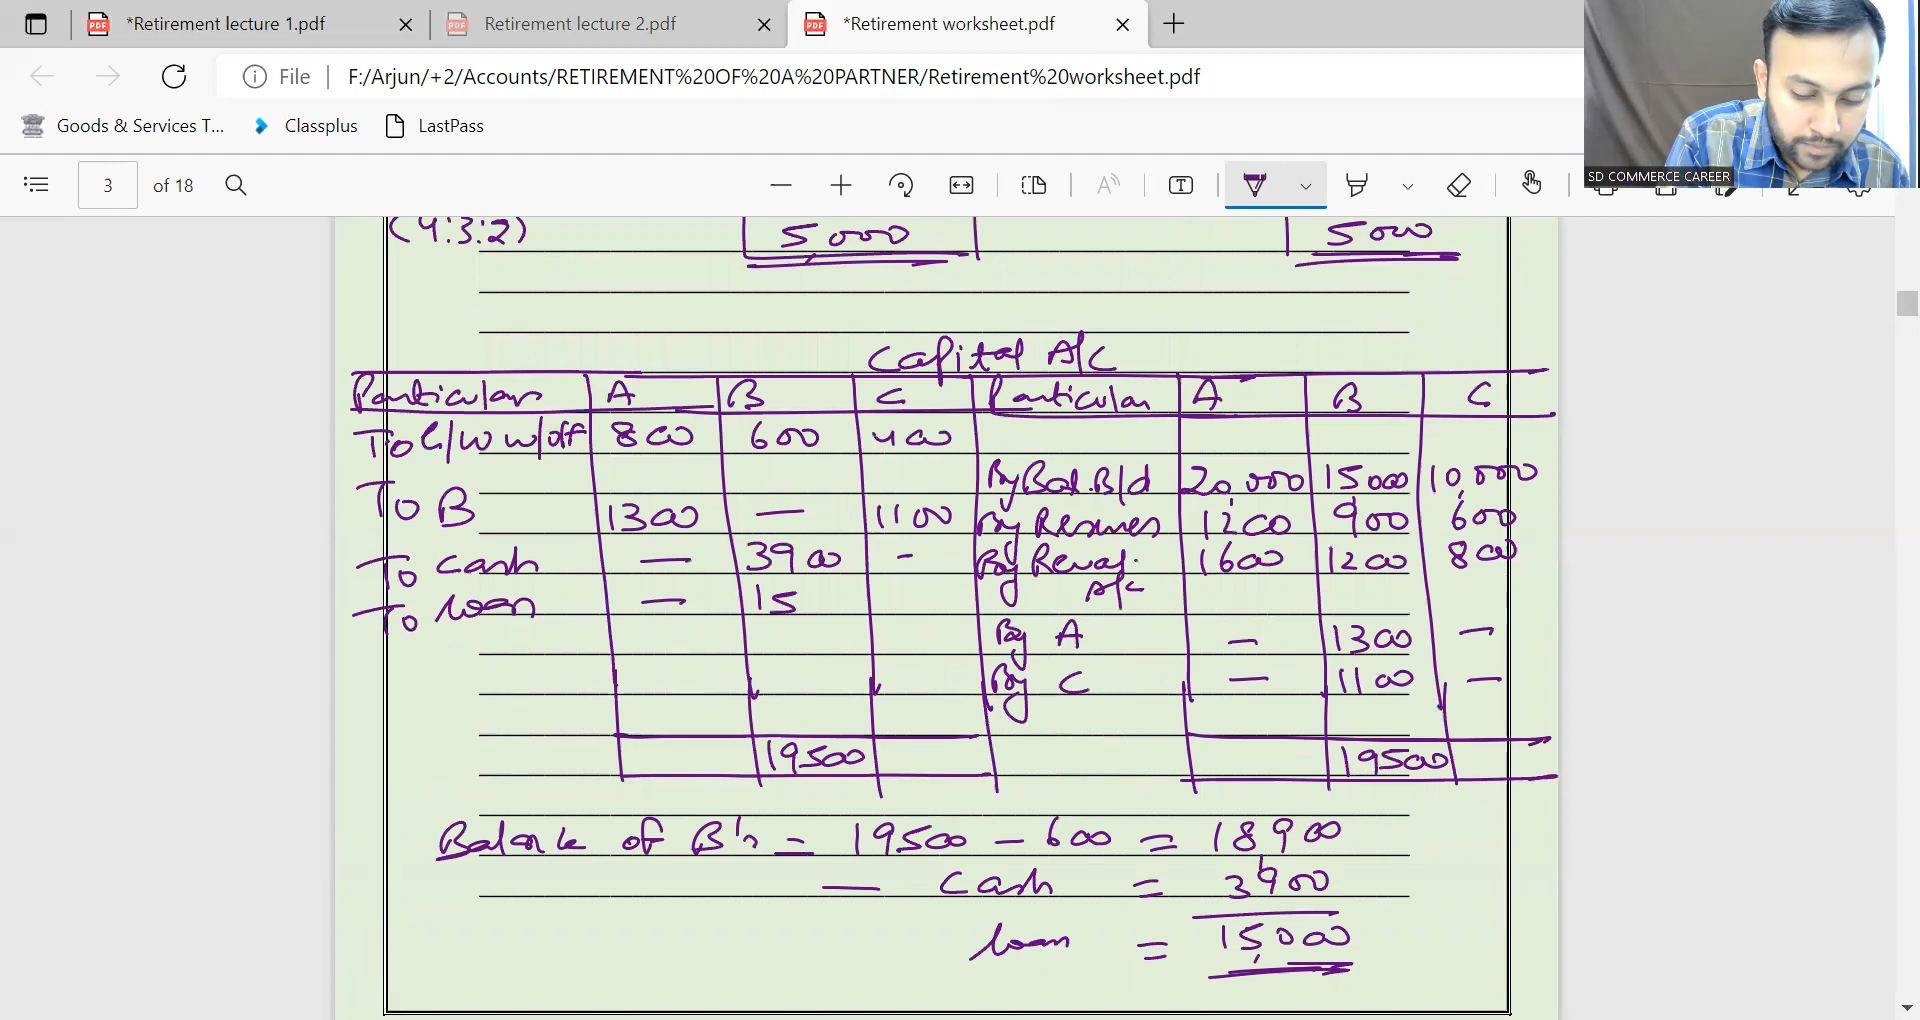 *Retirement lecture 1.pdf
Retirement lecture 2.pdf
*Retirement worksheet.pdf
File
F:/Arjun/+2/Accounts/RETIREMENT%20OF%20A%20PARTNER/Retirement%20worksheet.pdf
Goods & Services T...
Classplus
LastPass
3 of 18
SD COMMERCE CAREER
(4:3:2) 5000 5000
Capital A/c
Particulars A B C Particular A B C
To G/W w/off 800 600 400
By Bal. B/d 20,000 15000 10,000
To B 1300 — 1100 By Reserves 1200 900 600
To cash — 3900 - By Reval. A/c 1600 1200 800
To loan — 15
By A — 1300 —
By C — 1100 —
19500 19500
Balance of B's = 19500 - 600 = 18900
— Cash = 3900
loan = 15,000